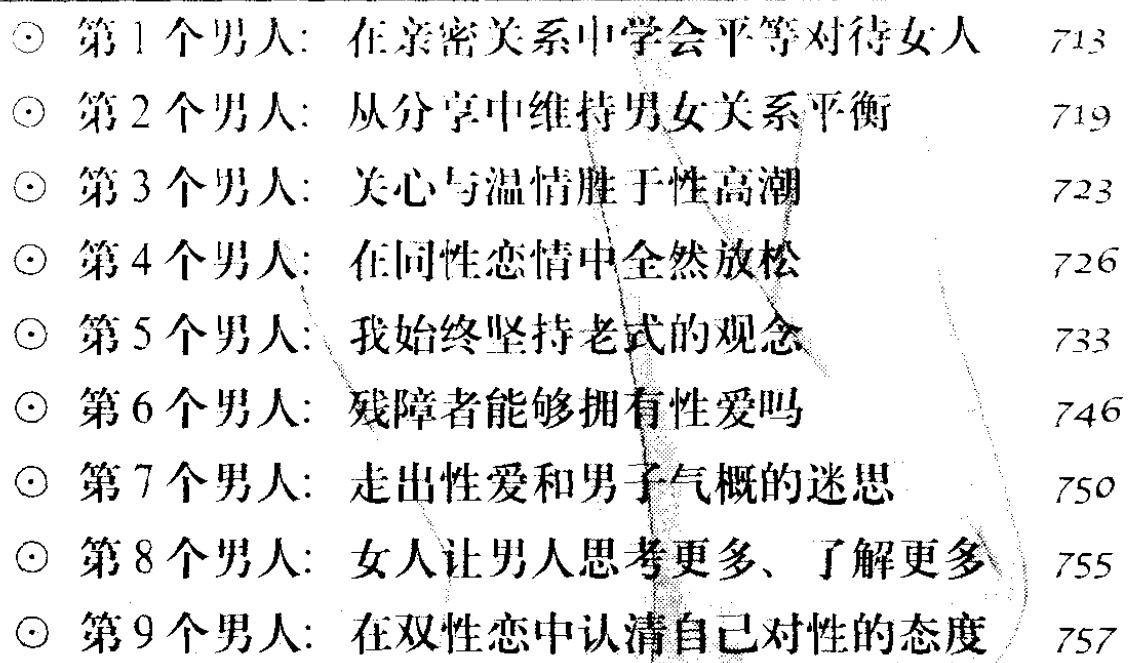 ⊙ 第1个男人: 在亲密关系中学会平等对待女人 713
⊙ 第2个男人: 从分享中维持男女关系平衡 719
⊙ 第3个男人: 关心与温情胜于性高潮 723
⊙ 第4个男人: 在同性恋情中全然放松 726
⊙ 第5个男人: 我始终坚持老式的观念 733
⊙ 第6个男人: 残障者能够拥有性爱吗 746
⊙ 第7个男人: 走出性爱和男子气概的迷思 750
⊙ 第8个男人: 女人让男人思考更多、了解更多 755
⊙ 第9个男人: 在双性恋中认清自己对性的态度 757